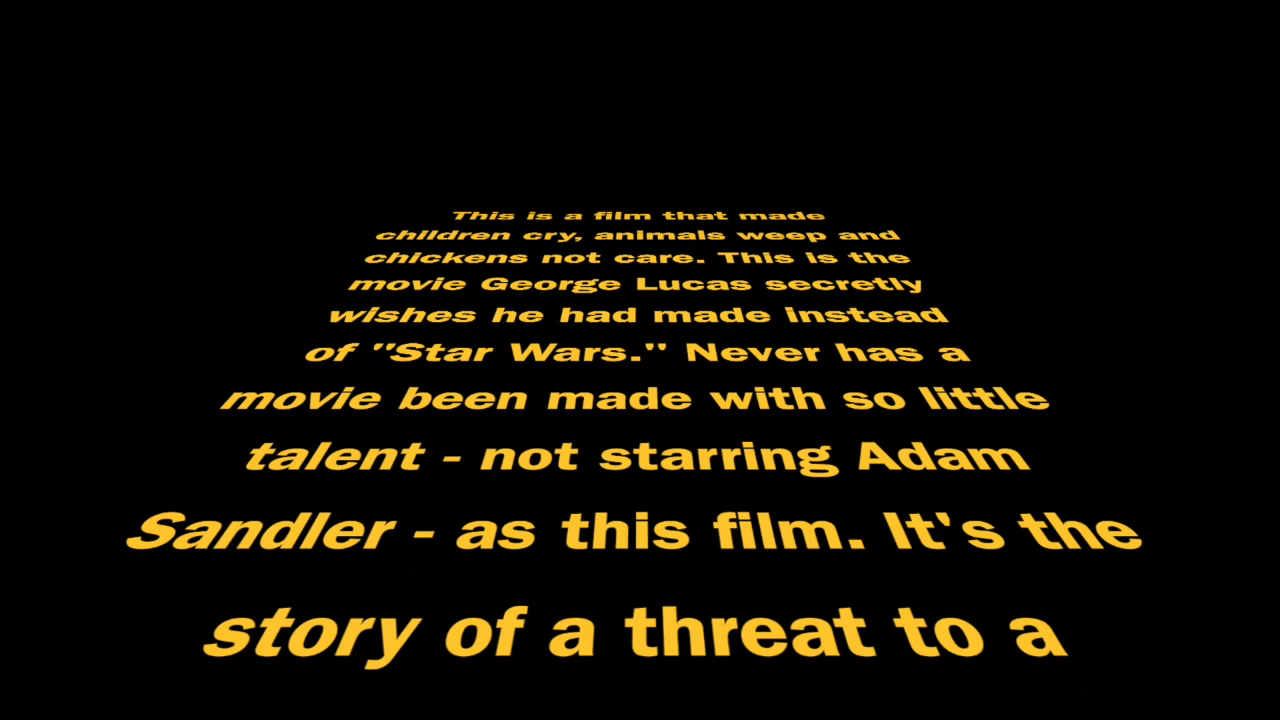 This is a film that made
children cry, animals weep and
chickens not care. This is the
movie George Lucas secretly
wishes he had made instead
of "Star Wars." Never has a
movie been made with so little
talent - not starring Adam
Sandler - as this film. It's the
story of a threat to a